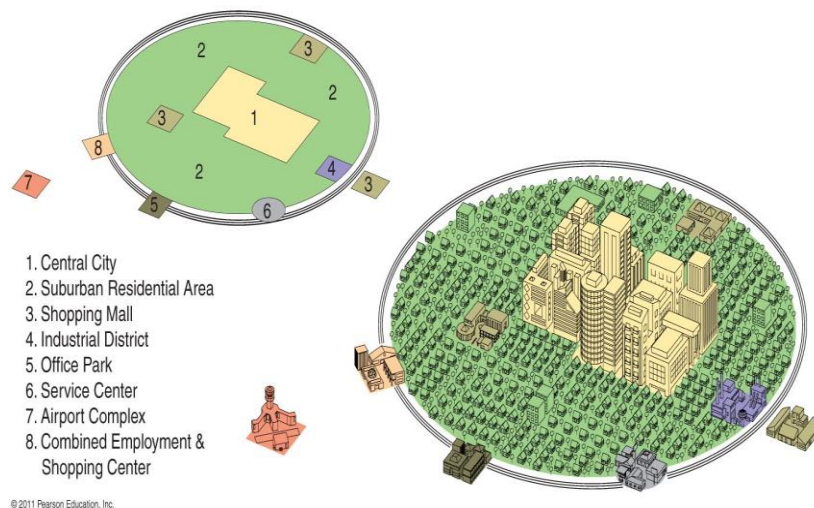 3
2
2
3
1
8
2
4
7
3
5
6
1. Central City
2. Suburban Residential Area
3. Shopping Mall
4. Industrial District
5. Office Park
6. Service Center
7. Airport Complex
8. Combined Employment &
Shopping Center
© 2011 Pearson Education, Inc.